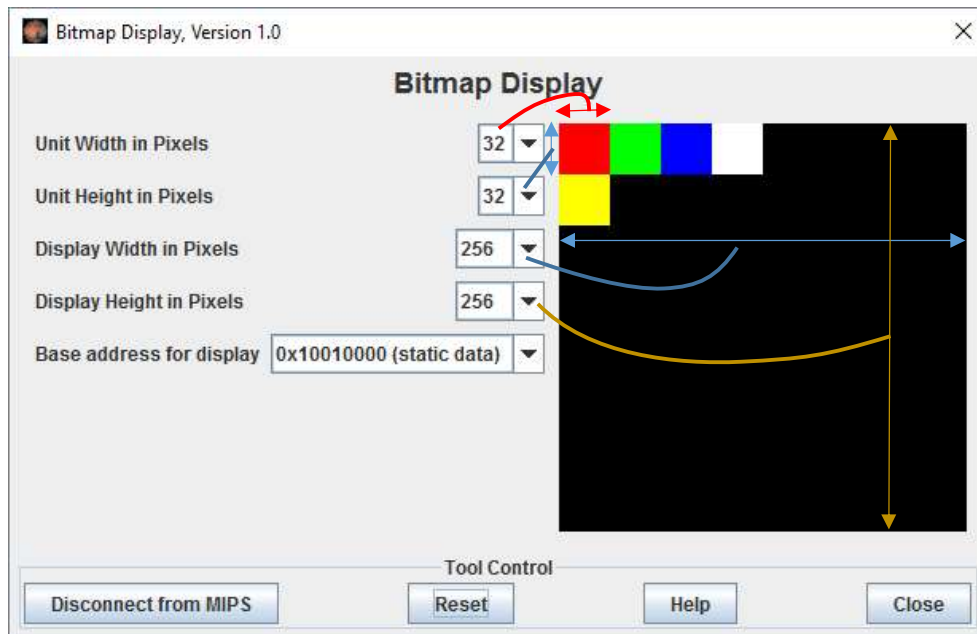 Bitmap Display, Version 1.0
Bitmap Display
Unit Width in Pixels 32
Unit Height in Pixels 32
Display Width in Pixels 256
Display Height in Pixels 256
Base address for display 0x10010000 (static data)
Tool Control
Disconnect from MIPS Reset Help Close